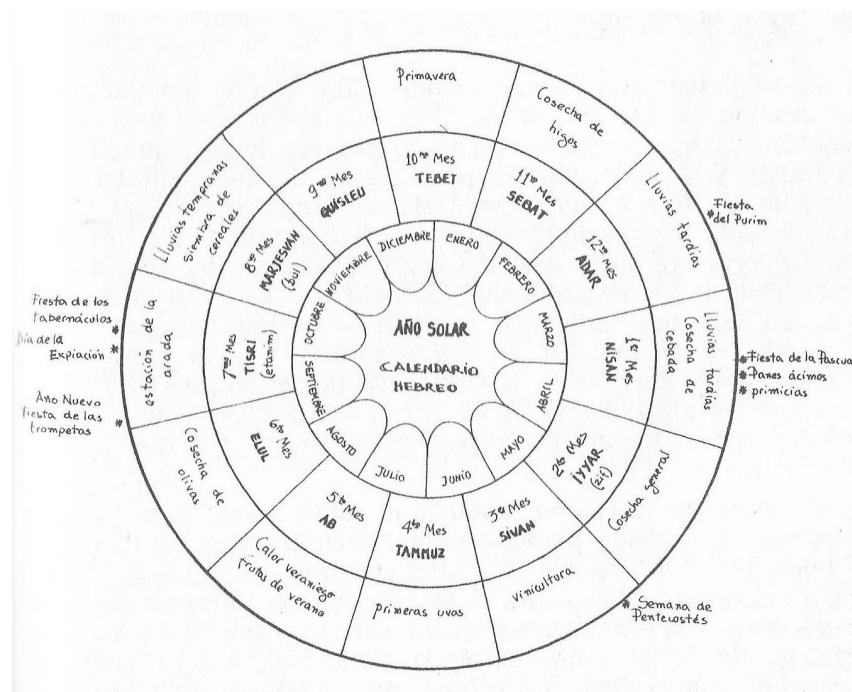 Primavera
Cosecha de
higos
Lluvias tardias
* Fiesta
del Purim
Lluvias tardias
Cosecha de
cebada
* Fiesta de la Pascua
* Panes ácimos
* primicias
Cosecha general
* Semana de
Pentecostés
vinicultura
primeras uvas
Calor veraniego
frutas de verano
Cosecha de
olivas
estación de la
arada
Fiesta de los
tabernáculos *
Día de la
Expiación *
Año Nuevo
fiesta de las
trompetas *
Lluvias tempranas
Siembra de
cereales
10mo Mes
TEBET
11vo Mes
SEBAT
12vo Mes
ADAR
1er Mes
NISAN
2do Mes
IYYAR
(zif)
3er Mes
SIVAN
4to Mes
TAMMUZ
5to Mes
AB
6to Mes
ELUL
7mo Mes
TISRI
(etanim)
8vo Mes
MARJESVAN
(bul)
9no Mes
QUISLEU
ENERO
FEBRERO
MARZO
ABRIL
MAYO
JUNIO
JULIO
AGOSTO
SEPTIEMBRE
OCTUBRE
NOVIEMBRE
DICIEMBRE
AÑO SOLAR
CALENDARIO
HEBREO